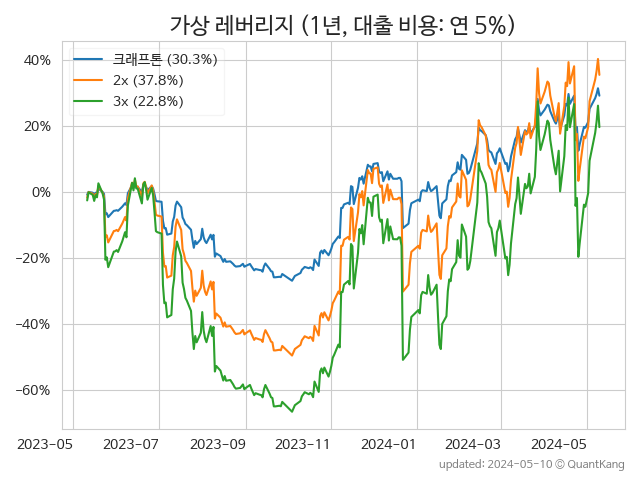 가상 레버리지 (1년, 대출 비용: 연 5%)
크래프톤 (30.3%)
2x (37.8%)
3x (22.8%)
40%
20%
0%
−20%
−40%
−60%
2023-05 2023-07 2023-09 2023-11 2024-01 2024-03 2024-05
updated: 2024-05-10 © QuantKang